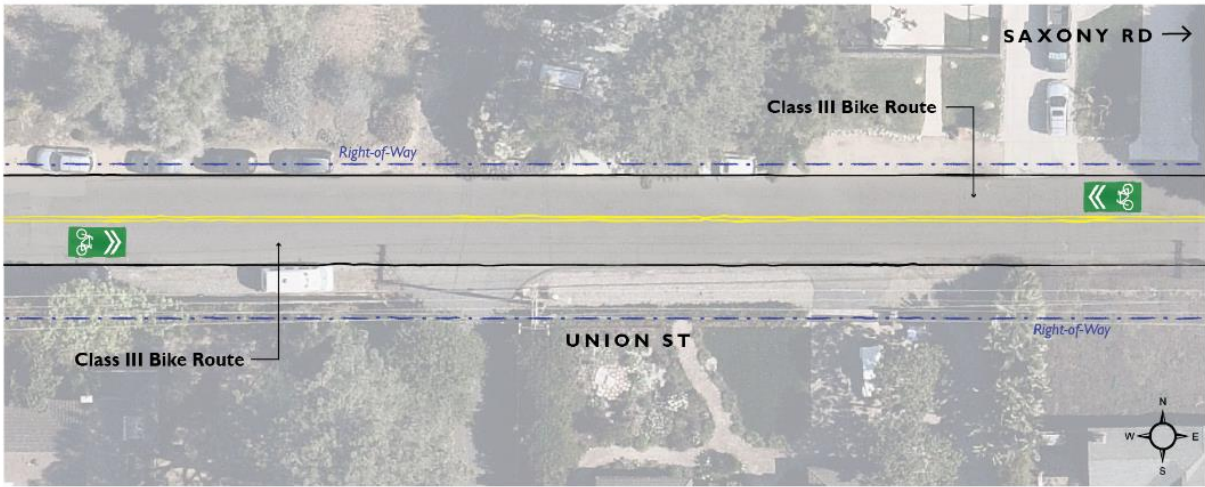 SAXONY RD
Class III Bike Route
Right-of-Way
UNION ST
Right-of-Way
Class III Bike Route
N
W E
S